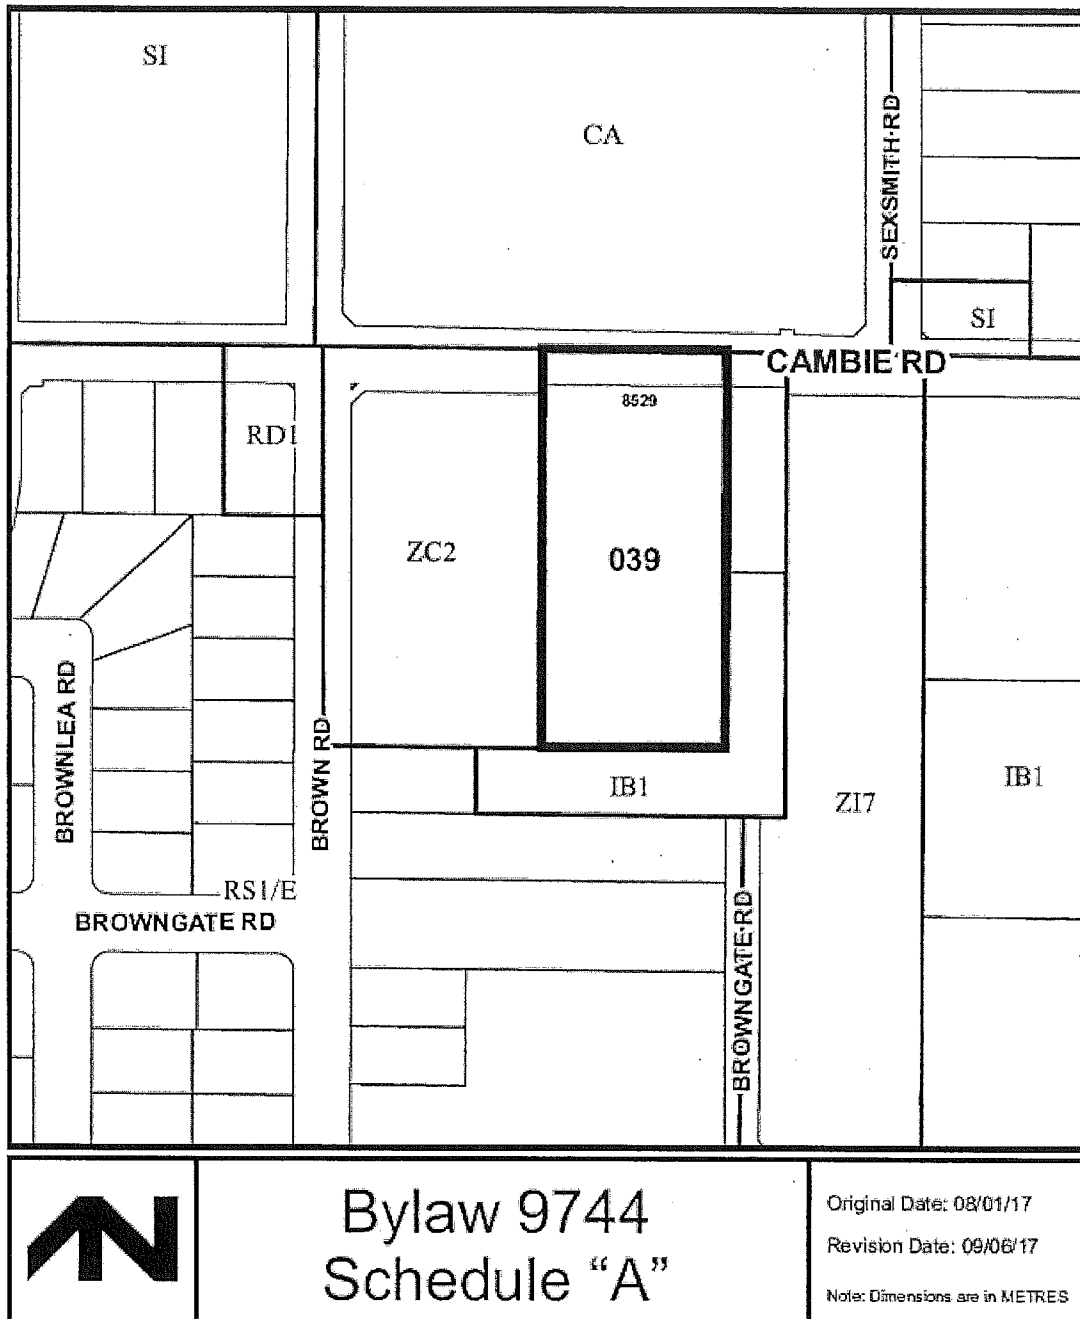 SI
CA
SEXSMITH RD
SI
CAMBIE RD
8529
RD1
ZC2
039
BROWNLEA RD
BROWN RD
IB1
ZI7
IB1
RS1/E
BROWNGATE RD
BROWNGATE RD
Bylaw 9744
Schedule “A”
Original Date: 08/01/17
Revision Date: 09/06/17
Note: Dimensions are in METRES